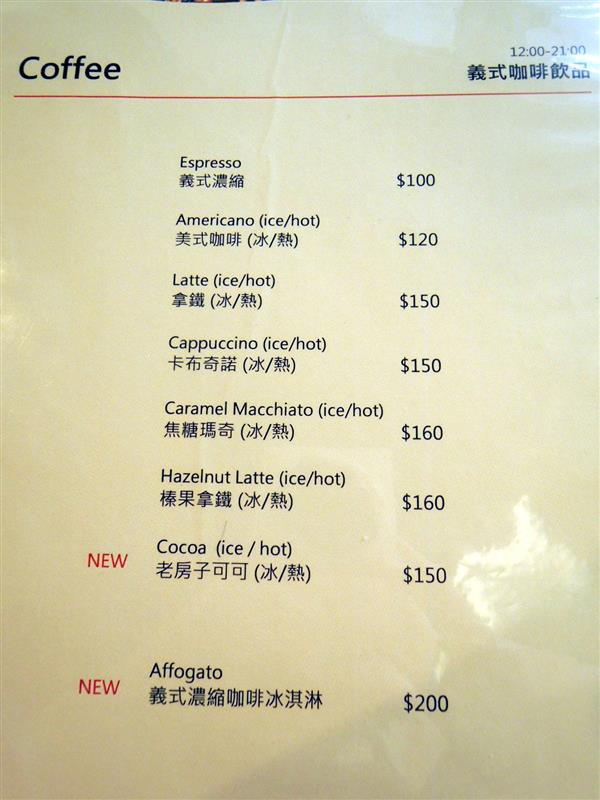 12:00-21:00
Coffee 義式咖啡飲品
Espresso
義式濃縮 $100
Americano (ice/hot)
美式咖啡 (冰/熱) $120
Latte (ice/hot)
拿鐵 (冰/熱) $150
Cappuccino (ice/hot)
卡布奇諾 (冰/熱) $150
Caramel Macchiato (ice/hot)
焦糖瑪奇 (冰/熱) $160
Hazelnut Latte (ice/hot)
榛果拿鐵 (冰/熱) $160
NEW Cocoa (ice / hot)
老房子可可 (冰/熱) $150
NEW Affogato
義式濃縮咖啡冰淇淋 $200